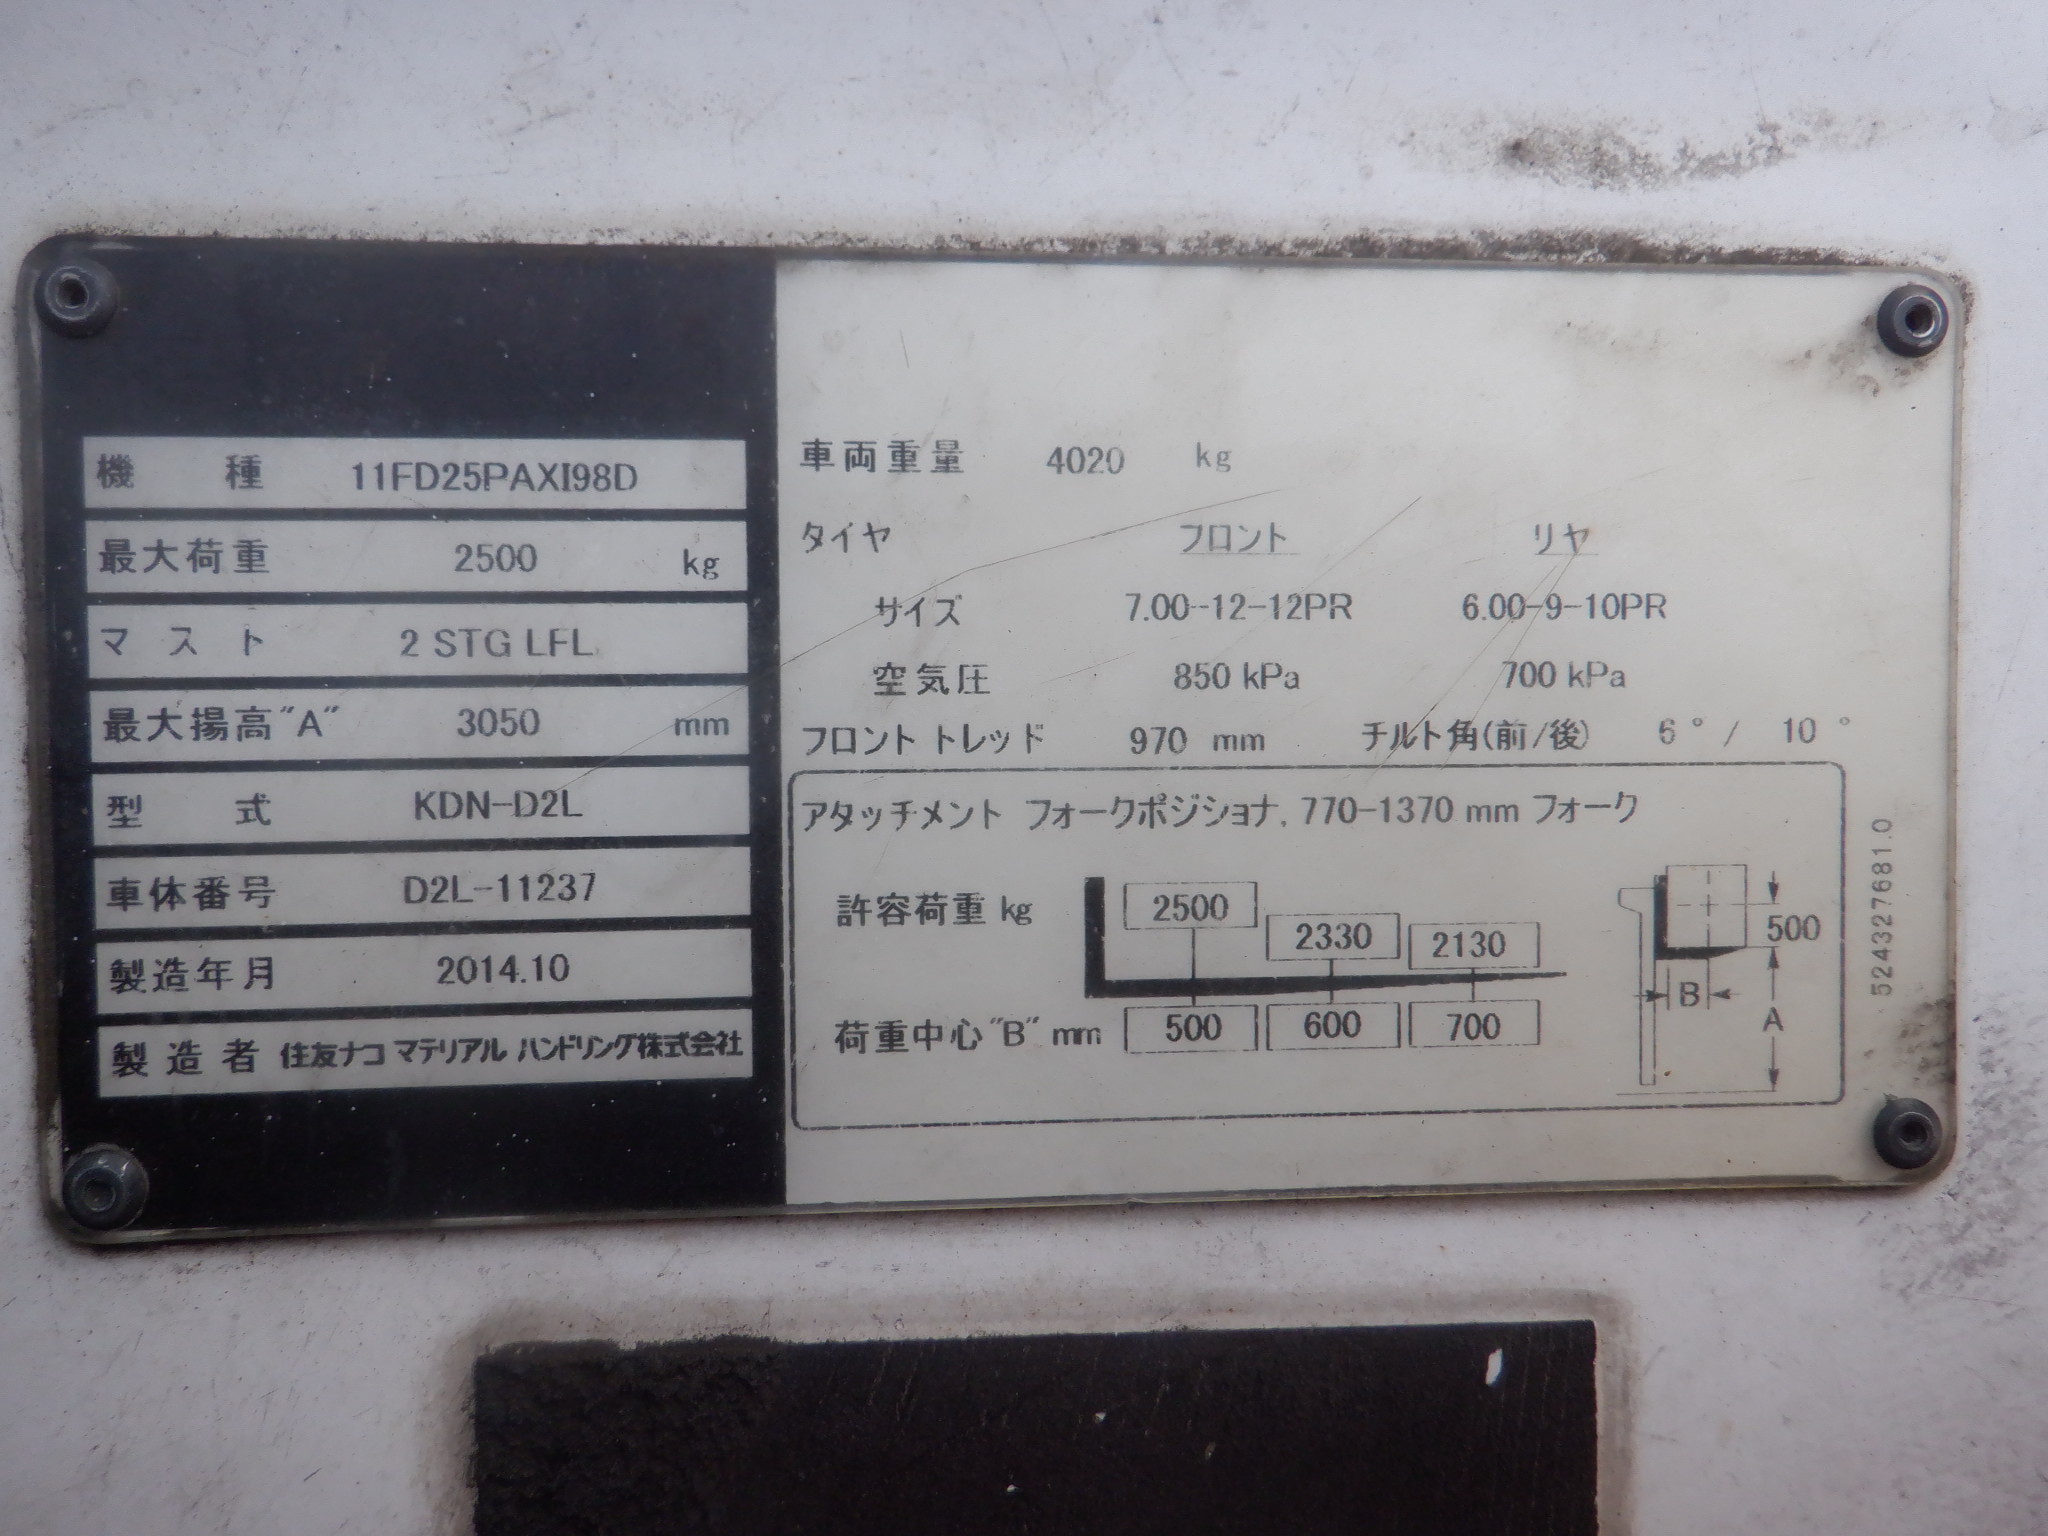 機種 11FD25PAXI98D
最大荷重 2500 kg
マスト 2 STG LFL
最大揚高"A" 3050 mm
型式 KDN-D2L
車体番号 D2L-11237
製造年月 2014.10
製造者 住友ナコ マテリアル ハンドリング株式会社
車両重量 4020 kg
タイヤ フロント リヤ
サイズ 7.00-12-12PR 6.00-9-10PR
空気圧 850 kPa 700 kPa
フロント トレッド 970 mm チルト角(前/後) 6 ° / 10 °
アタッチメント フォークポジショナ, 770-1370 mm フォーク
許容荷重 kg 2500 2330 2130
荷重中心"B" mm 500 600 700
500
B
A
524327681.0